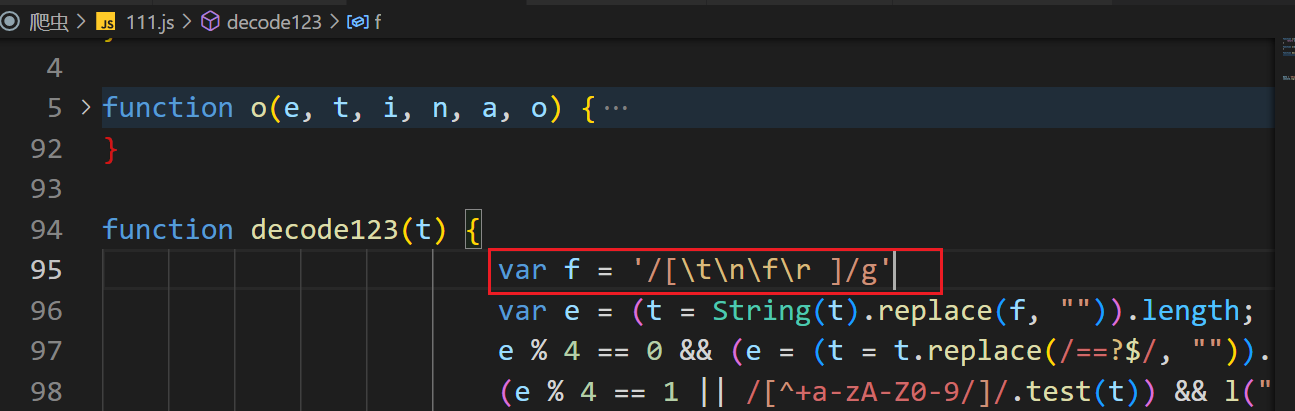 爬虫 > JS 111.js > decode123 > f
4
5 > function o(e, t, i, n, a, o) { ···
92 }
93
94 function decode123(t) {
95 var f = '/[\t\n\f\r ]/g'
96 var e = (t = String(t).replace(f, "")).length;
97 e % 4 == 0 && (e = (t = t.replace(/==?$/, "")).
98 (e % 4 == 1 || /[^+a-zA-Z0-9/]/.test(t)) && l("